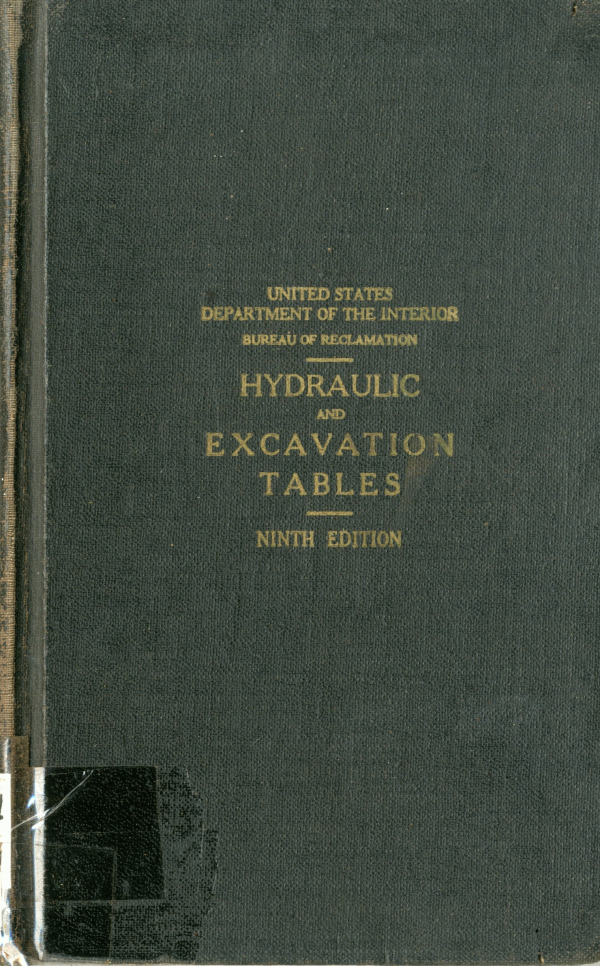 UNITED STATES
DEPARTMENT OF THE INTERIOR
BUREAU OF RECLAMATION
HYDRAULIC
AND
EXCAVATION
TABLES
NINTH EDITION